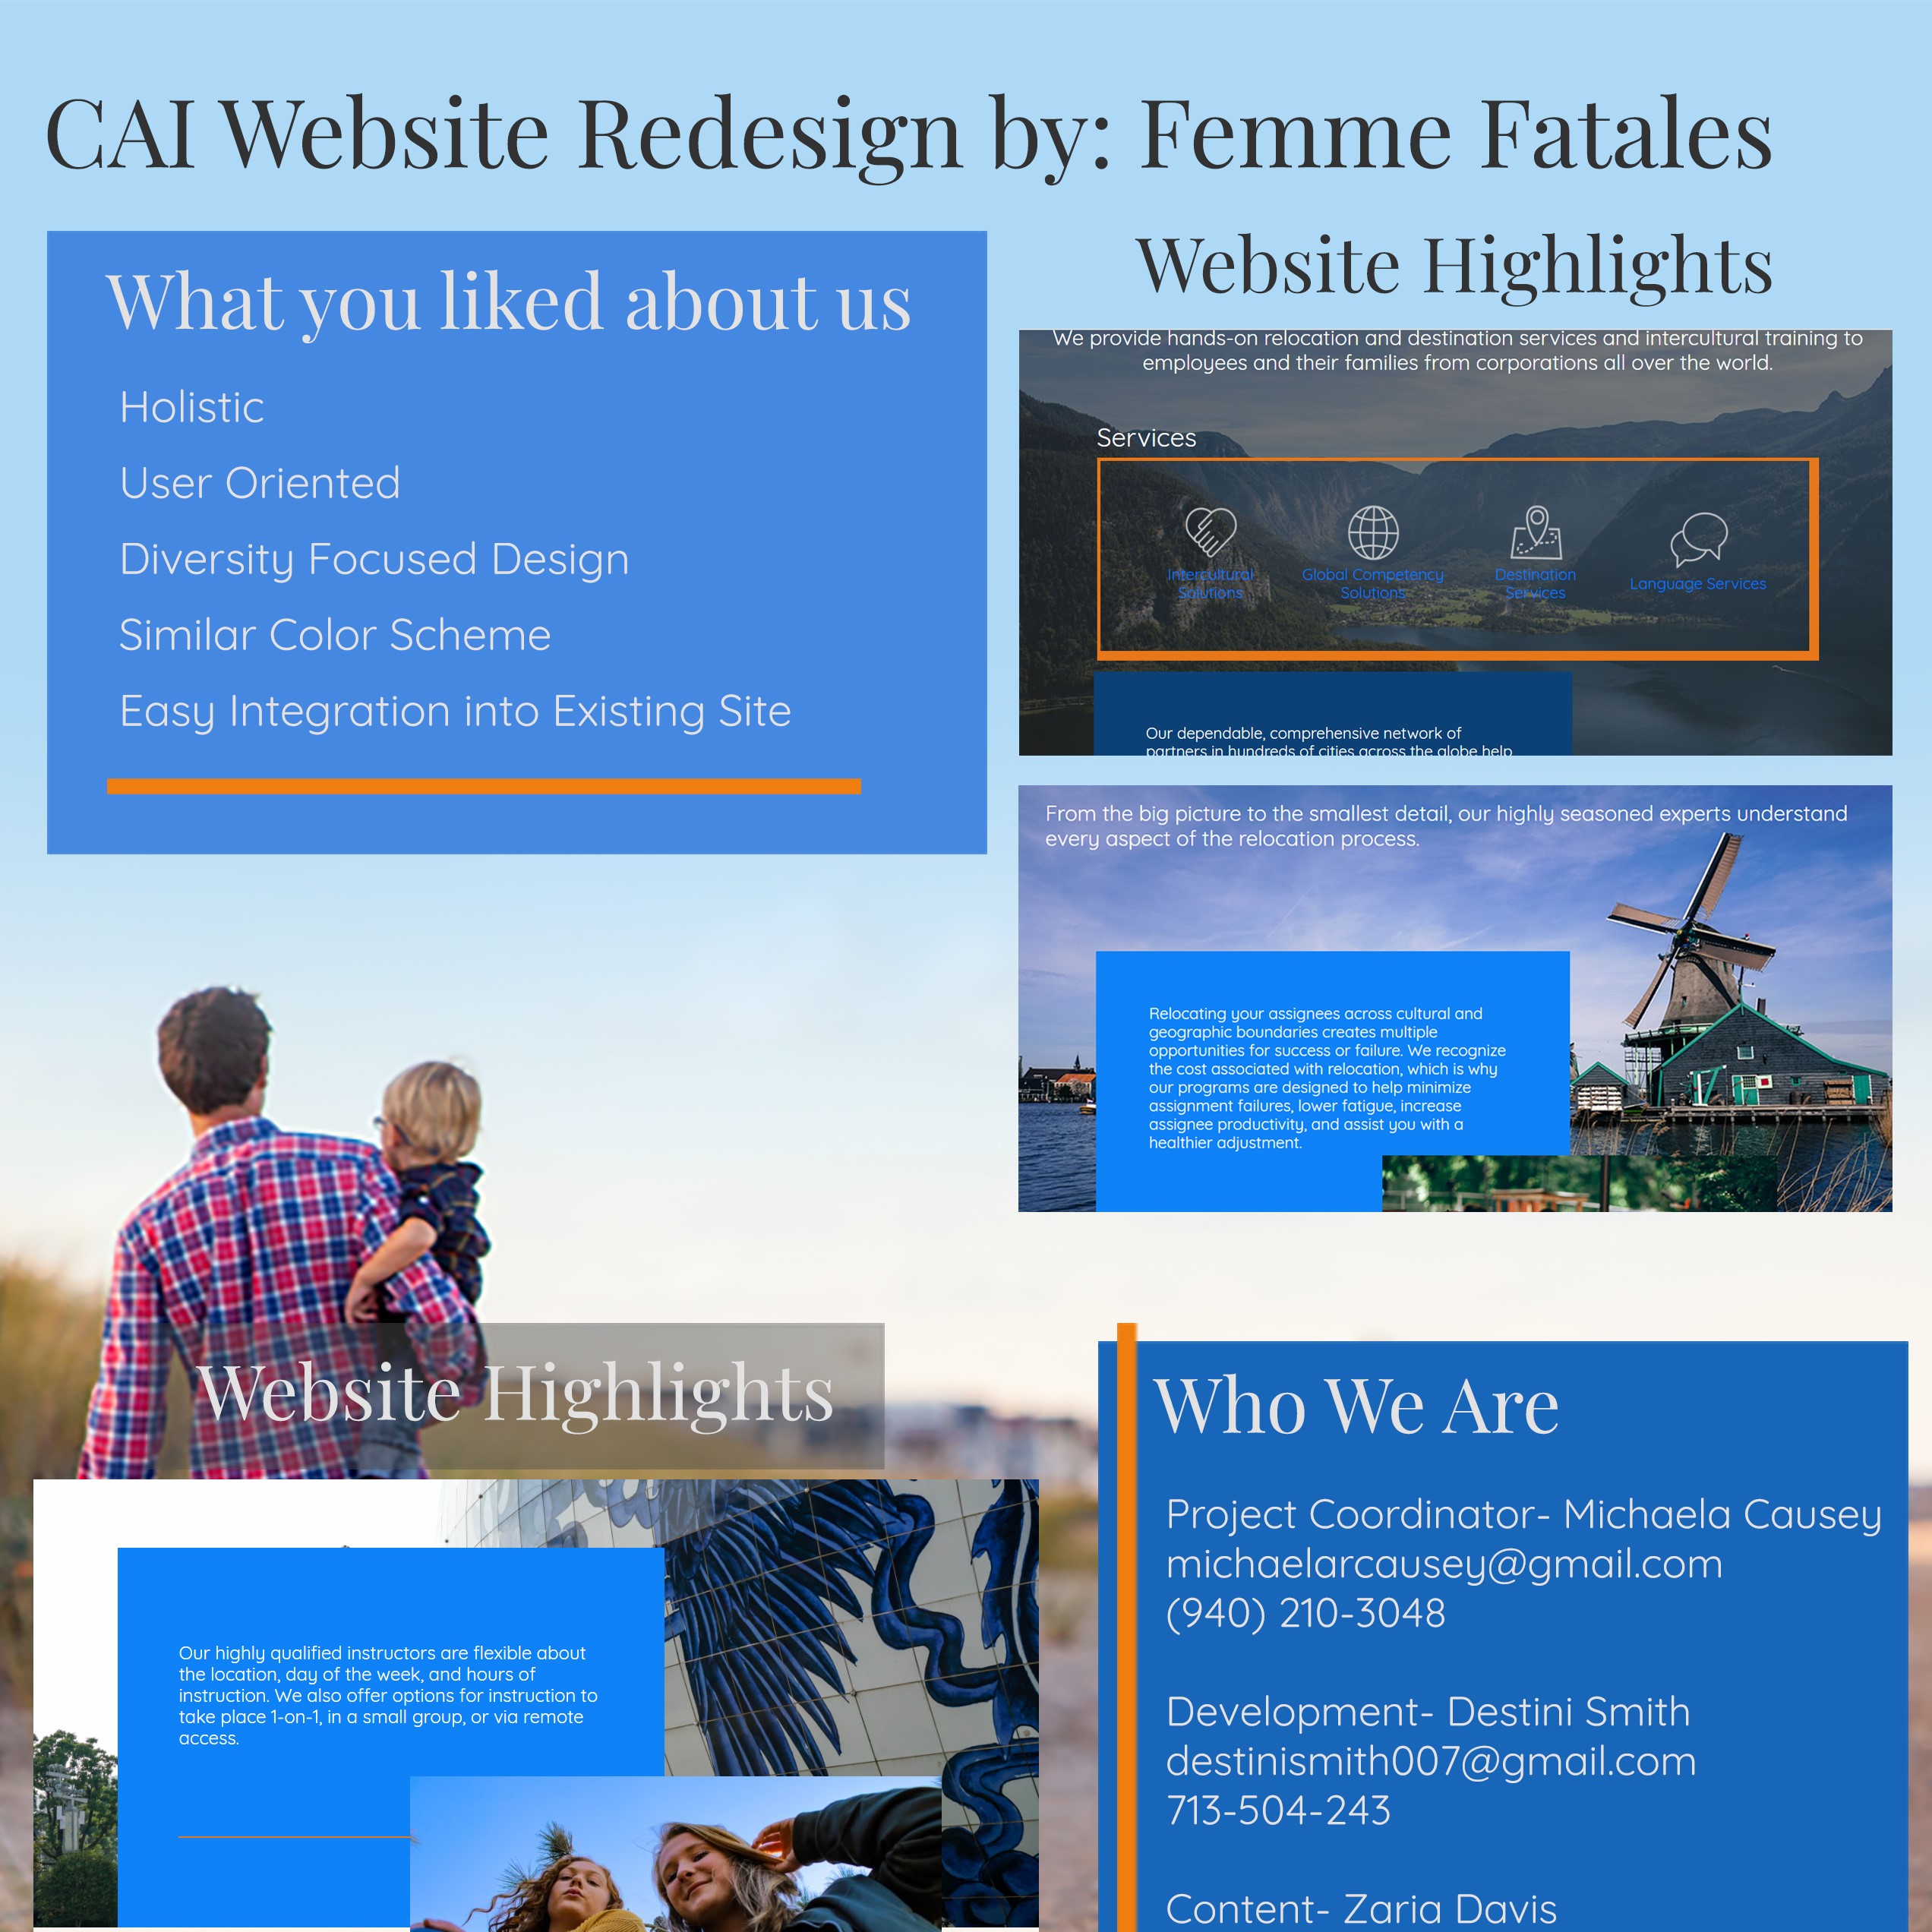 CAI Website Redesign by: Femme Fatales
What you liked about us
Holistic
User Oriented
Diversity Focused Design
Similar Color Scheme
Easy Integration into Existing Site
Website Highlights
We provide hands-on relocation and destination services and intercultural training to
employees and their families from corporations all over the world.
Services
Intercultural
Solutions
Global Competency
Solutions
Destination
Services
Language Services
Our dependable, comprehensive network of
partners in hundreds of cities across the globe help
From the big picture to the smallest detail, our highly seasoned experts understand
every aspect of the relocation process.
Relocating your assignees across cultural and
geographic boundaries creates multiple
opportunities for success or failure. We recognize
the cost associated with relocation, which is why
our programs are designed to help minimize
assignment failures, lower fatigue, increase
assignee productivity, and assist you with a
healthier adjustment.
Website Highlights
Our highly qualified instructors are flexible about
the location, day of the week, and hours of
instruction. We also offer options for instruction to
take place 1-on-1, in a small group, or via remote
access.
Who We Are
Project Coordinator- Michaela Causey
michaelarcausey@gmail.com
(940) 210-3048
Development- Destini Smith
destinismith007@gmail.com
713-504-243
Content- Zaria Davis